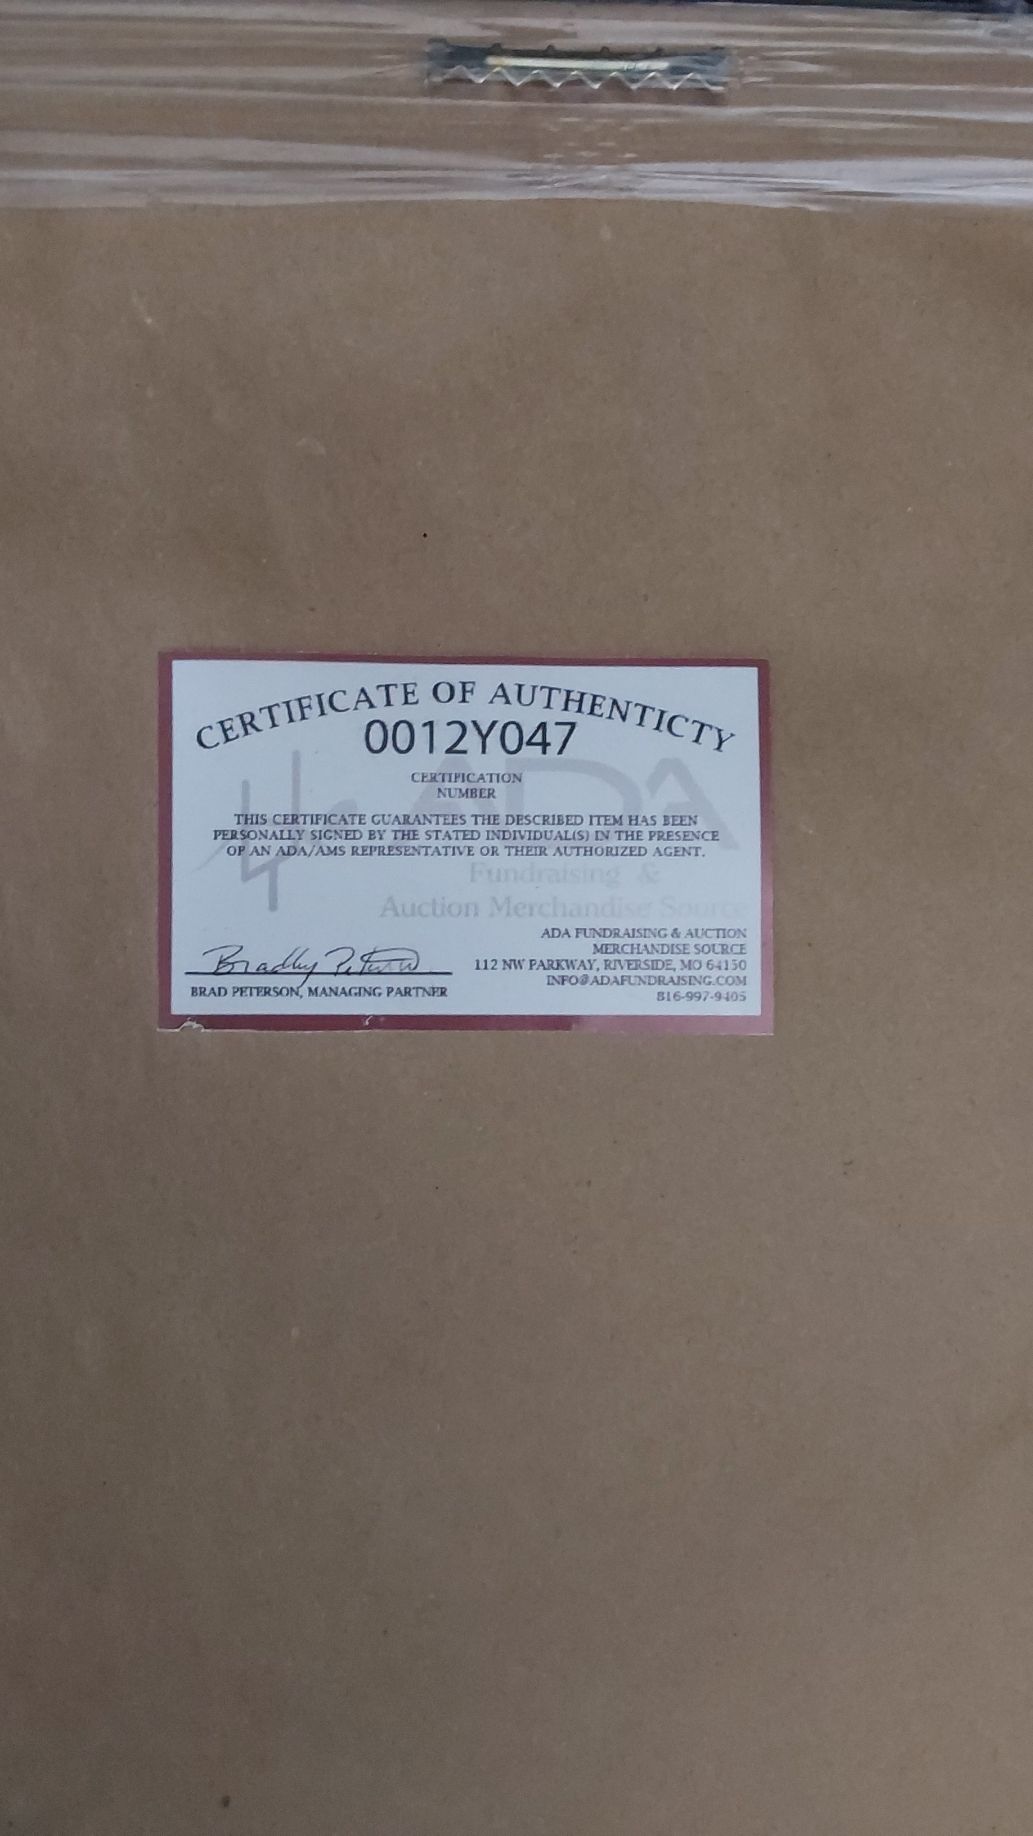 CERTIFICATE OF AUTHENTICTY
0012Y047
CERTIFICATION
NUMBER
ADA
THIS CERTIFICATE GUARANTEES THE DESCRIBED ITEM HAS BEEN
PERSONALLY SIGNED BY THE STATED INDIVIDUAL(S) IN THE PRESENCE
OF AN ADA/AMS REPRESENTATIVE OR THEIR AUTHORIZED AGENT.
Fundraising &
Auction Merchandise Source
ADA FUNDRAISING & AUCTION
MERCHANDISE SOURCE
112 NW PARKWAY, RIVERSIDE, MO 64150
INFO@ADAFUNDRAISING.COM
816-997-9405
Bradley Peterson
BRAD PETERSON, MANAGING PARTNER